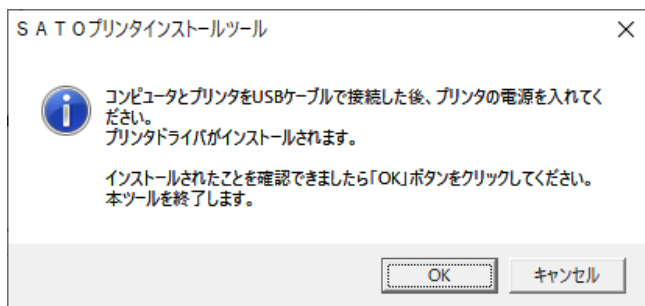 ＳＡＴＯプリンタインストールツール
コンピュータとプリンタをUSBケーブルで接続した後、プリンタの電源を入れてく
ださい。
プリンタドライバがインストールされます。
インストールされたことを確認できましたら「OK」ボタンをクリックしてください。
本ツールを終了します。
OK
キャンセル